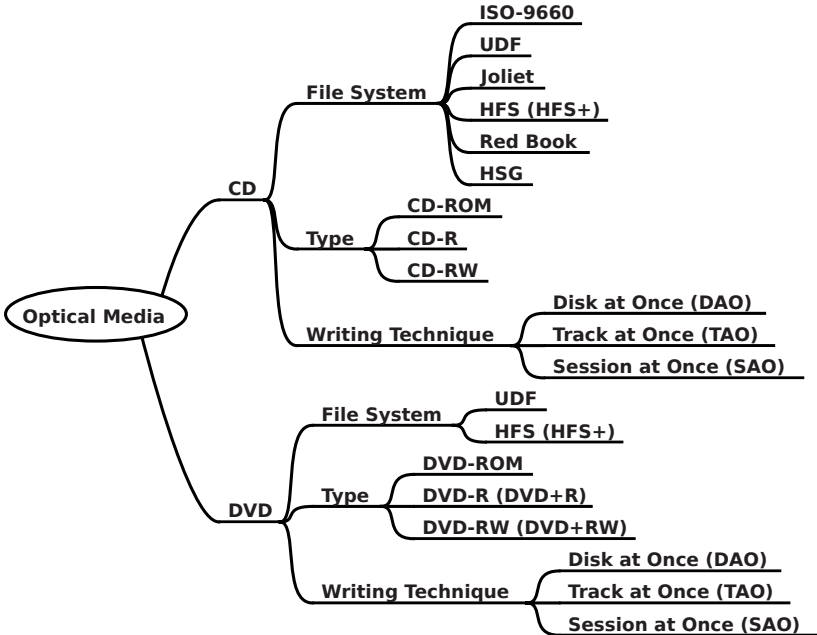 Optical Media
CD
File System
ISO-9660
UDF
Joliet
HFS (HFS+)
Red Book
HSG
Type
CD-ROM
CD-R
CD-RW
Writing Technique
Disk at Once (DAO)
Track at Once (TAO)
Session at Once (SAO)
DVD
File System
UDF
HFS (HFS+)
Type
DVD-ROM
DVD-R (DVD+R)
DVD-RW (DVD+RW)
Writing Technique
Disk at Once (DAO)
Track at Once (TAO)
Session at Once (SAO)